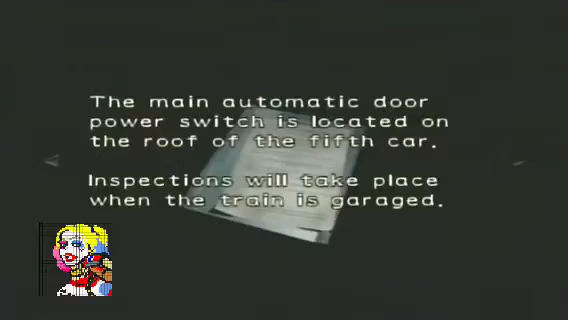 The main automatic door
power switch is located on
the roof of the fifth car.
Inspections will take place
when the train is garaged.